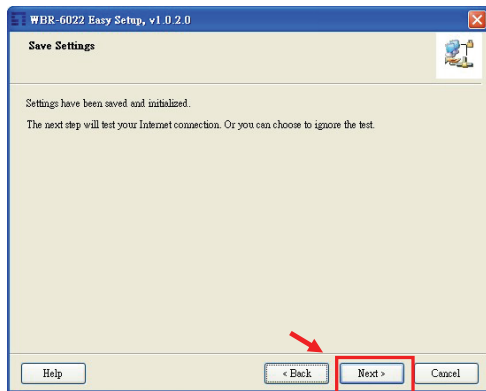 WBR-6022 Easy Setup, v1.0.2.0
Save Settings
Settings have been saved and initialized.
The next step will test your Internet connection. Or you can choose to ignore the test.
Help
< Back
Next >
Cancel